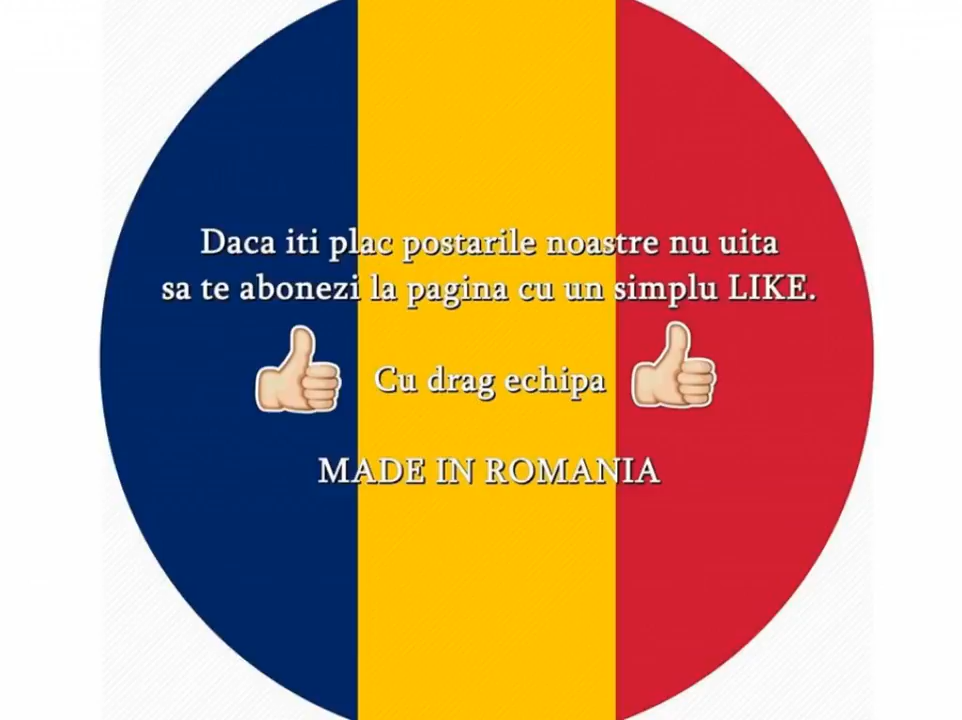 Daca iti plac postarile noastre nu uita
sa te abonezi la pagina cu un simplu LIKE.
Cu drag echipa
MADE IN ROMANIA